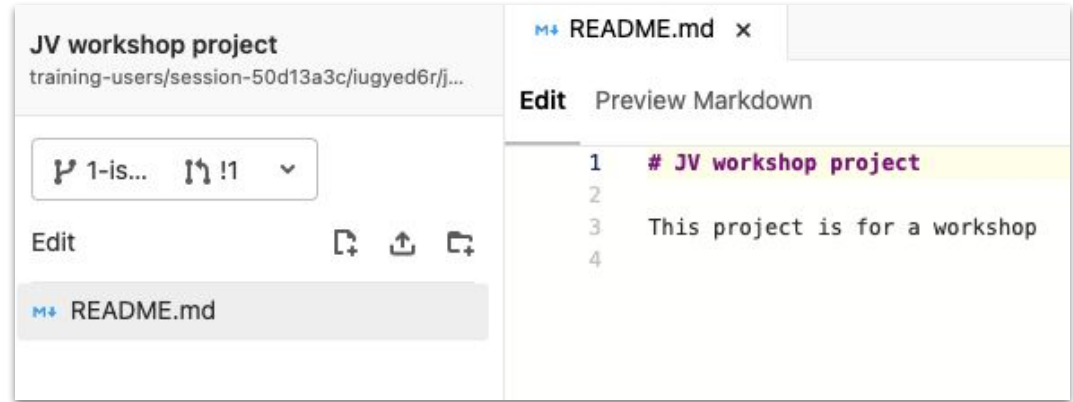 JV workshop project
training-users/session-50d13a3c/iugyed6r/j...
1-is... !1
Edit
README.md
README.md ×
Edit Preview Markdown
1 # JV workshop project
2
3 This project is for a workshop
4